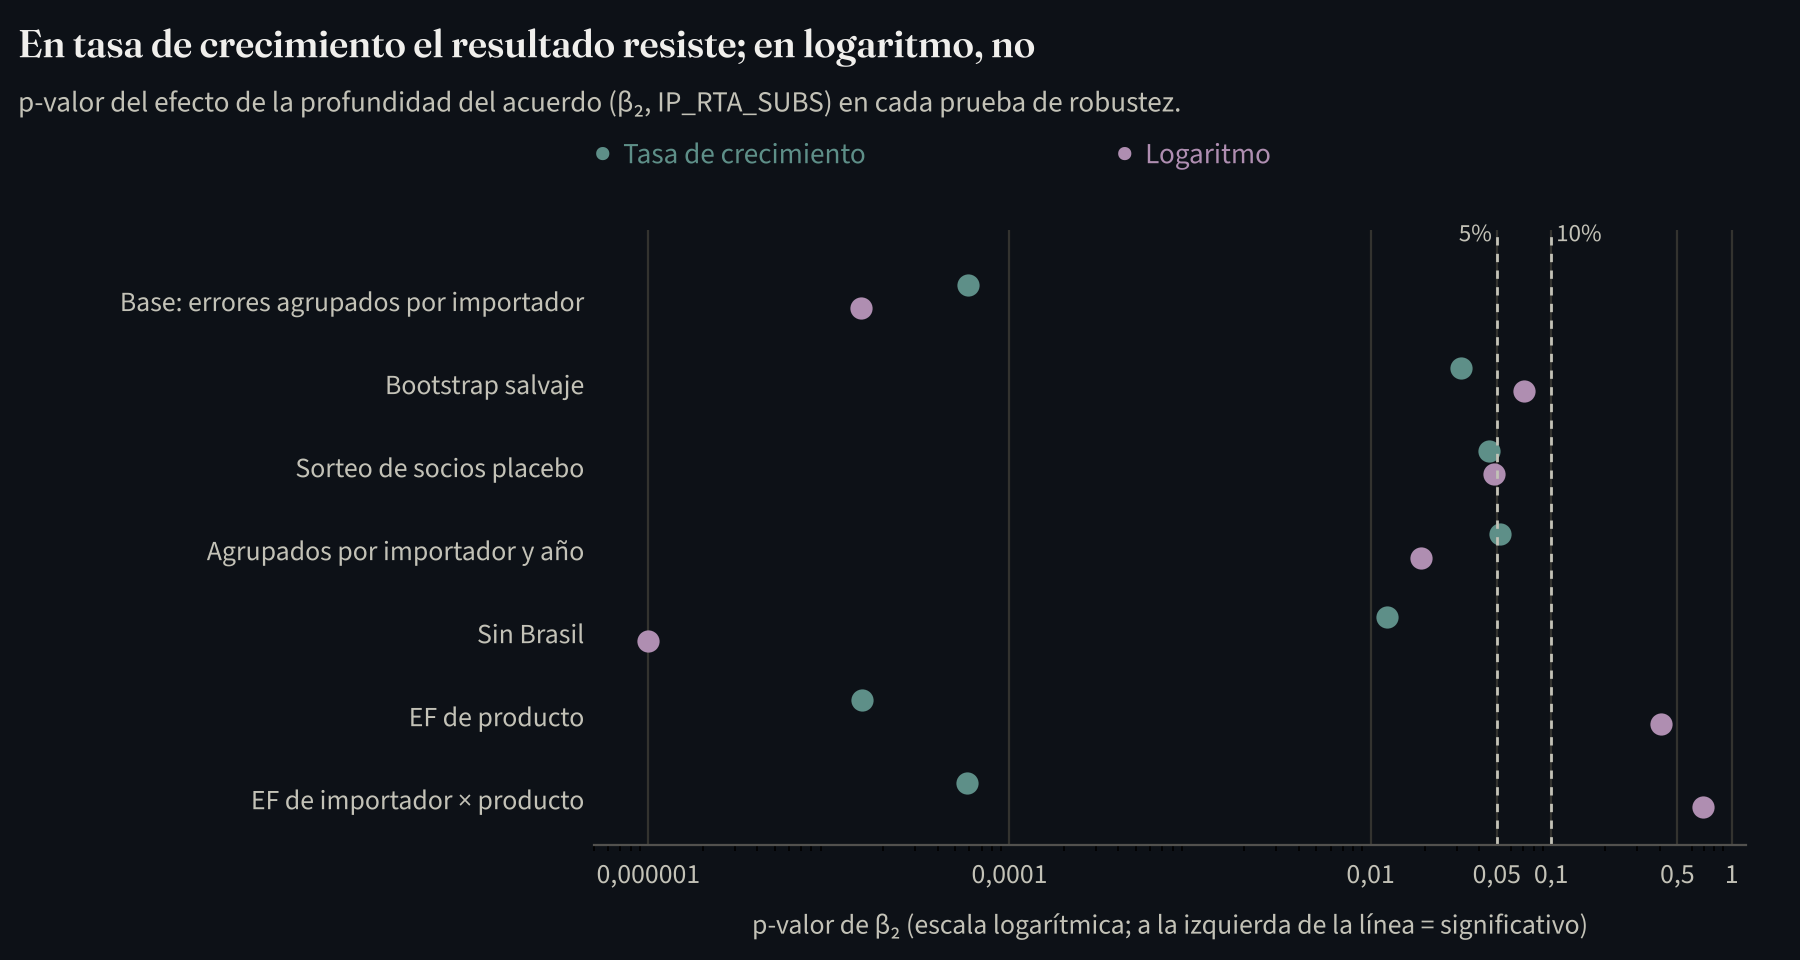 En tasa de crecimiento el resultado resiste; en logaritmo, no
p-valor del efecto de la profundidad del acuerdo (β₂, IP_RTA_SUBS) en cada prueba de robustez.
Tasa de crecimiento Logaritmo
5% 10%
Base: errores agrupados por importador
Bootstrap salvaje
Sorteo de socios placebo
Agrupados por importador y año
Sin Brasil
EF de producto
EF de importador × producto
0,000001 0,0001 0,01 0,05 0,1 0,5 1
p-valor de β₂ (escala logarítmica; a la izquierda de la línea = significativo)